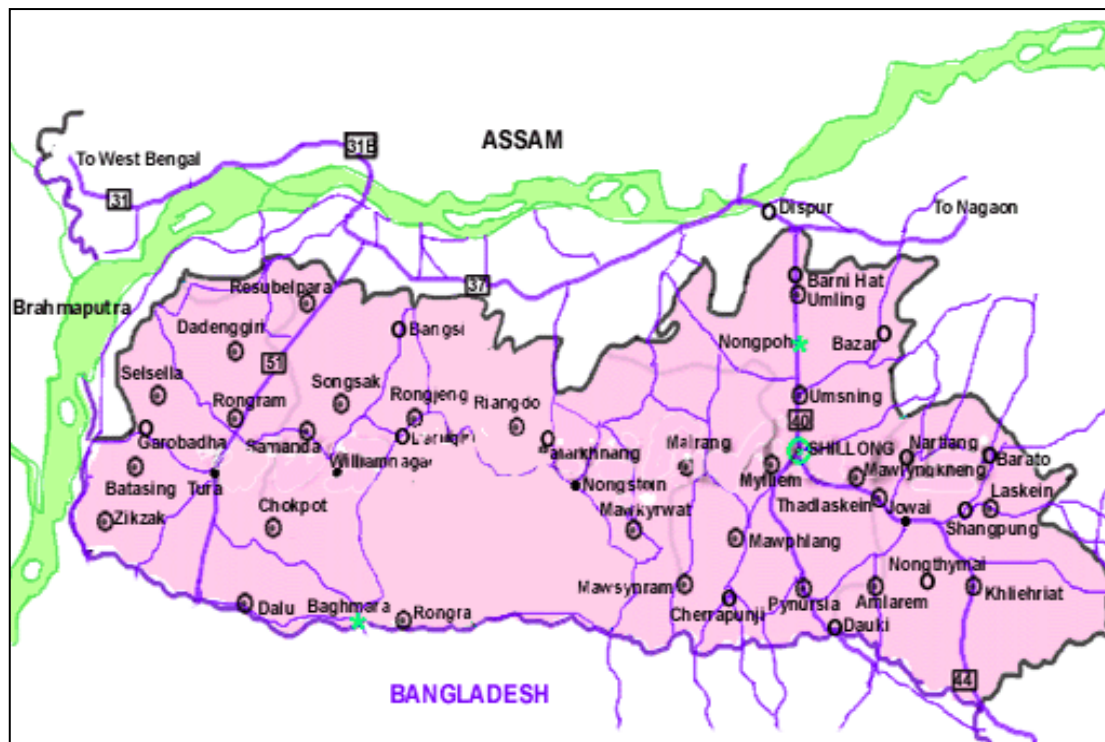 ASSAM
31B
To West Bengal
31
Dispur
To Nagaon
Barni Hat
Umling
37
Brahmaputra
Resubelpara
Dadenggiri
Bangsi
Nongpoh
Bazar
51
Selsella
Songsak
Rongram
Rongjeng
Riangdo
Umsning
40
Garobadha
Samanda
Mairang
SHILLONG
Nartiang
Barato
Batasing
Tura
Williamnagar
Nongstoin
Mylliem
Mawryngkneng
Thadlaskein
Jowai
Laskein
Shangpung
Zikzak
Chokpot
Mawkyrwat
Mawphlang
Nongthymai
Mawsynram
Cherrapunji
Pynursla
Amlarem
Khliehriat
Dalu
Baghmara
Rongra
Dauki
44
BANGLADESH